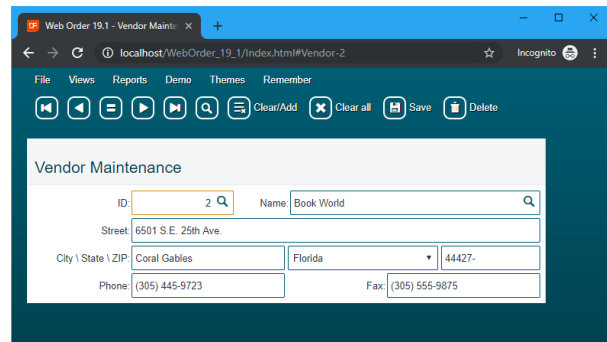 Web Order 19.1 - Vendor Mainte
localhost/WebOrder_19_1/Index.html#Vendor-2 Incognito
File Views Reports Demo Themes Remember
Clear/Add Clear all Save Delete
Vendor Maintenance
ID: 2 Name: Book World
Street: 6501 S.E. 25th Ave.
City \ State \ ZIP: Coral Gables Florida 44427-
Phone: (305) 445-9723 Fax: (305) 555-9875